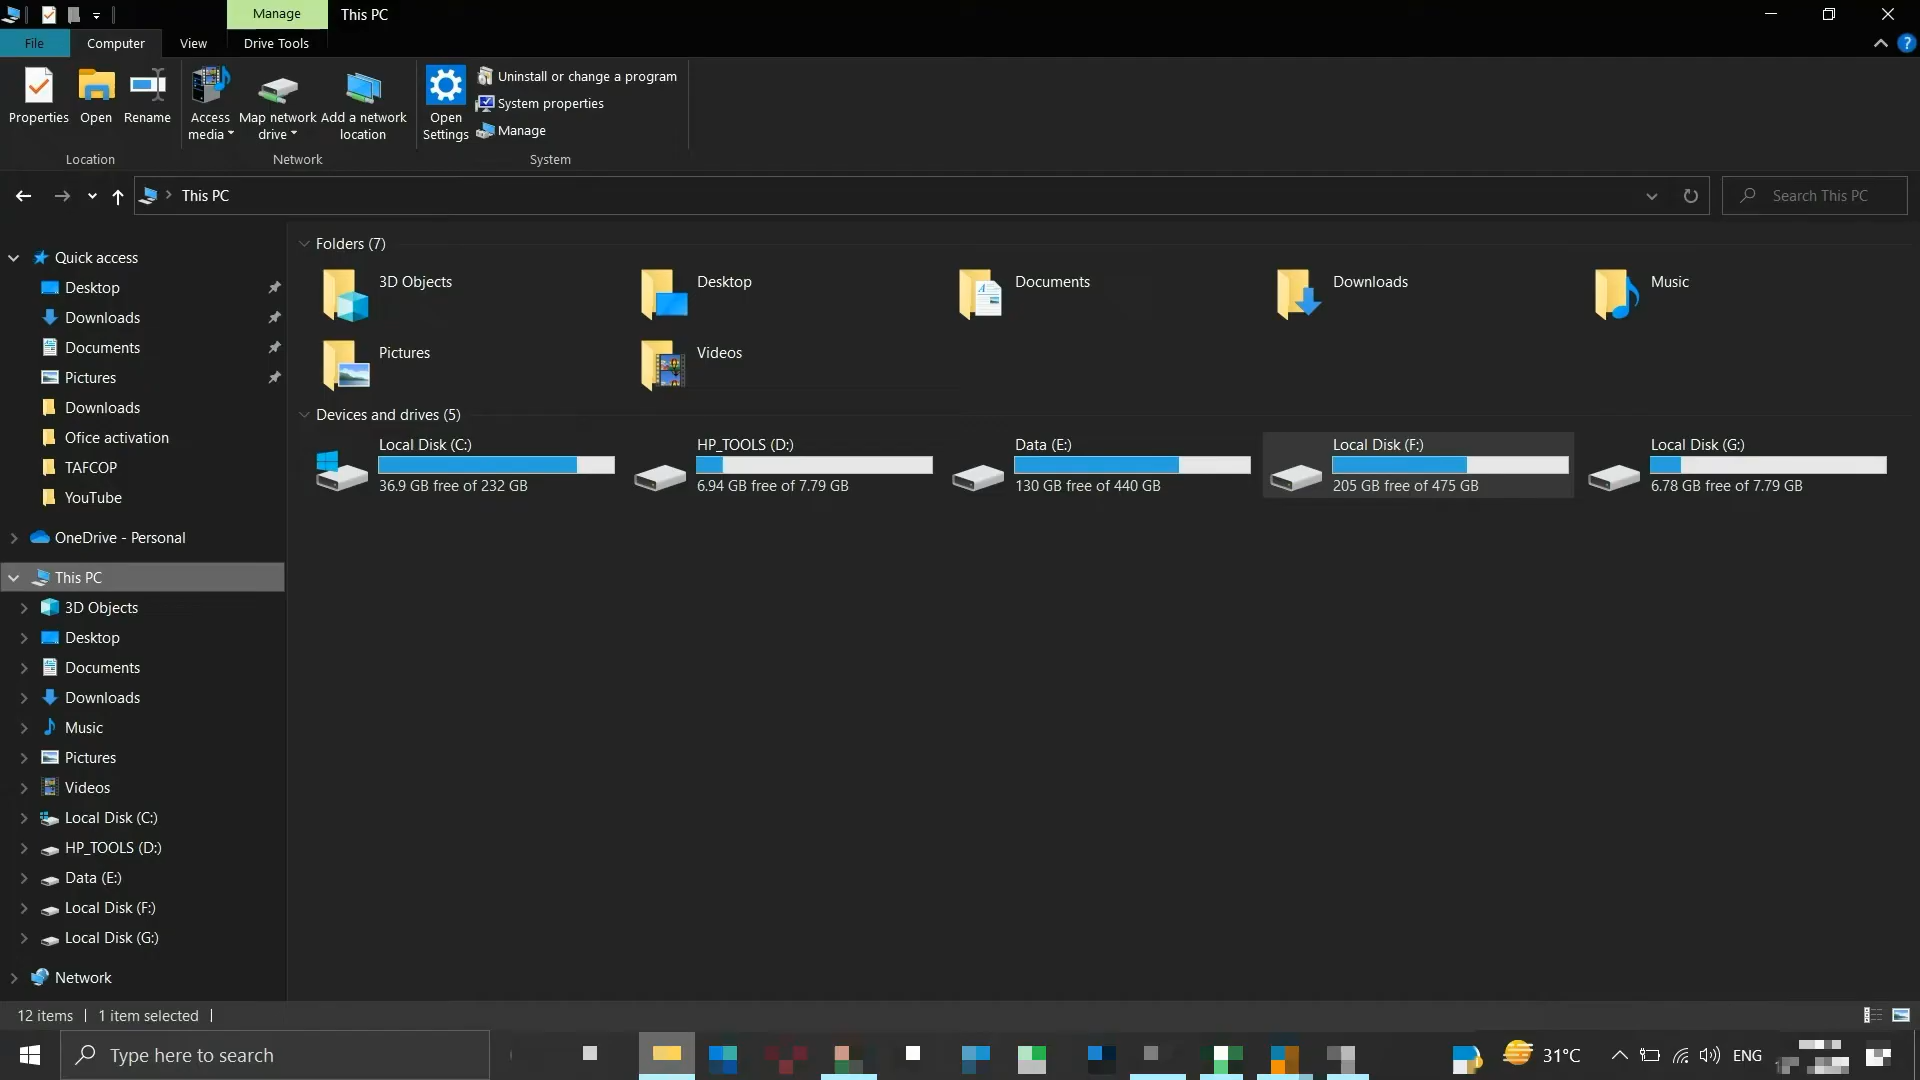 Manage
This PC
File
Computer
View
Drive Tools
Properties
Open
Rename
Access media
Map network drive
Add a network location
Open Settings
Uninstall or change a program
System properties
Manage
Location
Network
System
This PC
Search This PC
Quick access
Desktop
Downloads
Documents
Pictures
Downloads
Ofice activation
TAFCOP
YouTube
OneDrive - Personal
This PC
3D Objects
Desktop
Documents
Downloads
Music
Pictures
Videos
Local Disk (C:)
HP_TOOLS (D:)
Data (E:)
Local Disk (F:)
Local Disk (G:)
Network
Folders (7)
3D Objects
Desktop
Documents
Downloads
Music
Pictures
Videos
Devices and drives (5)
Local Disk (C:)
36.9 GB free of 232 GB
HP_TOOLS (D:)
6.94 GB free of 7.79 GB
Data (E:)
130 GB free of 440 GB
Local Disk (F:)
205 GB free of 475 GB
Local Disk (G:)
6.78 GB free of 7.79 GB
12 items
1 item selected
Type here to search
31°C
ENG